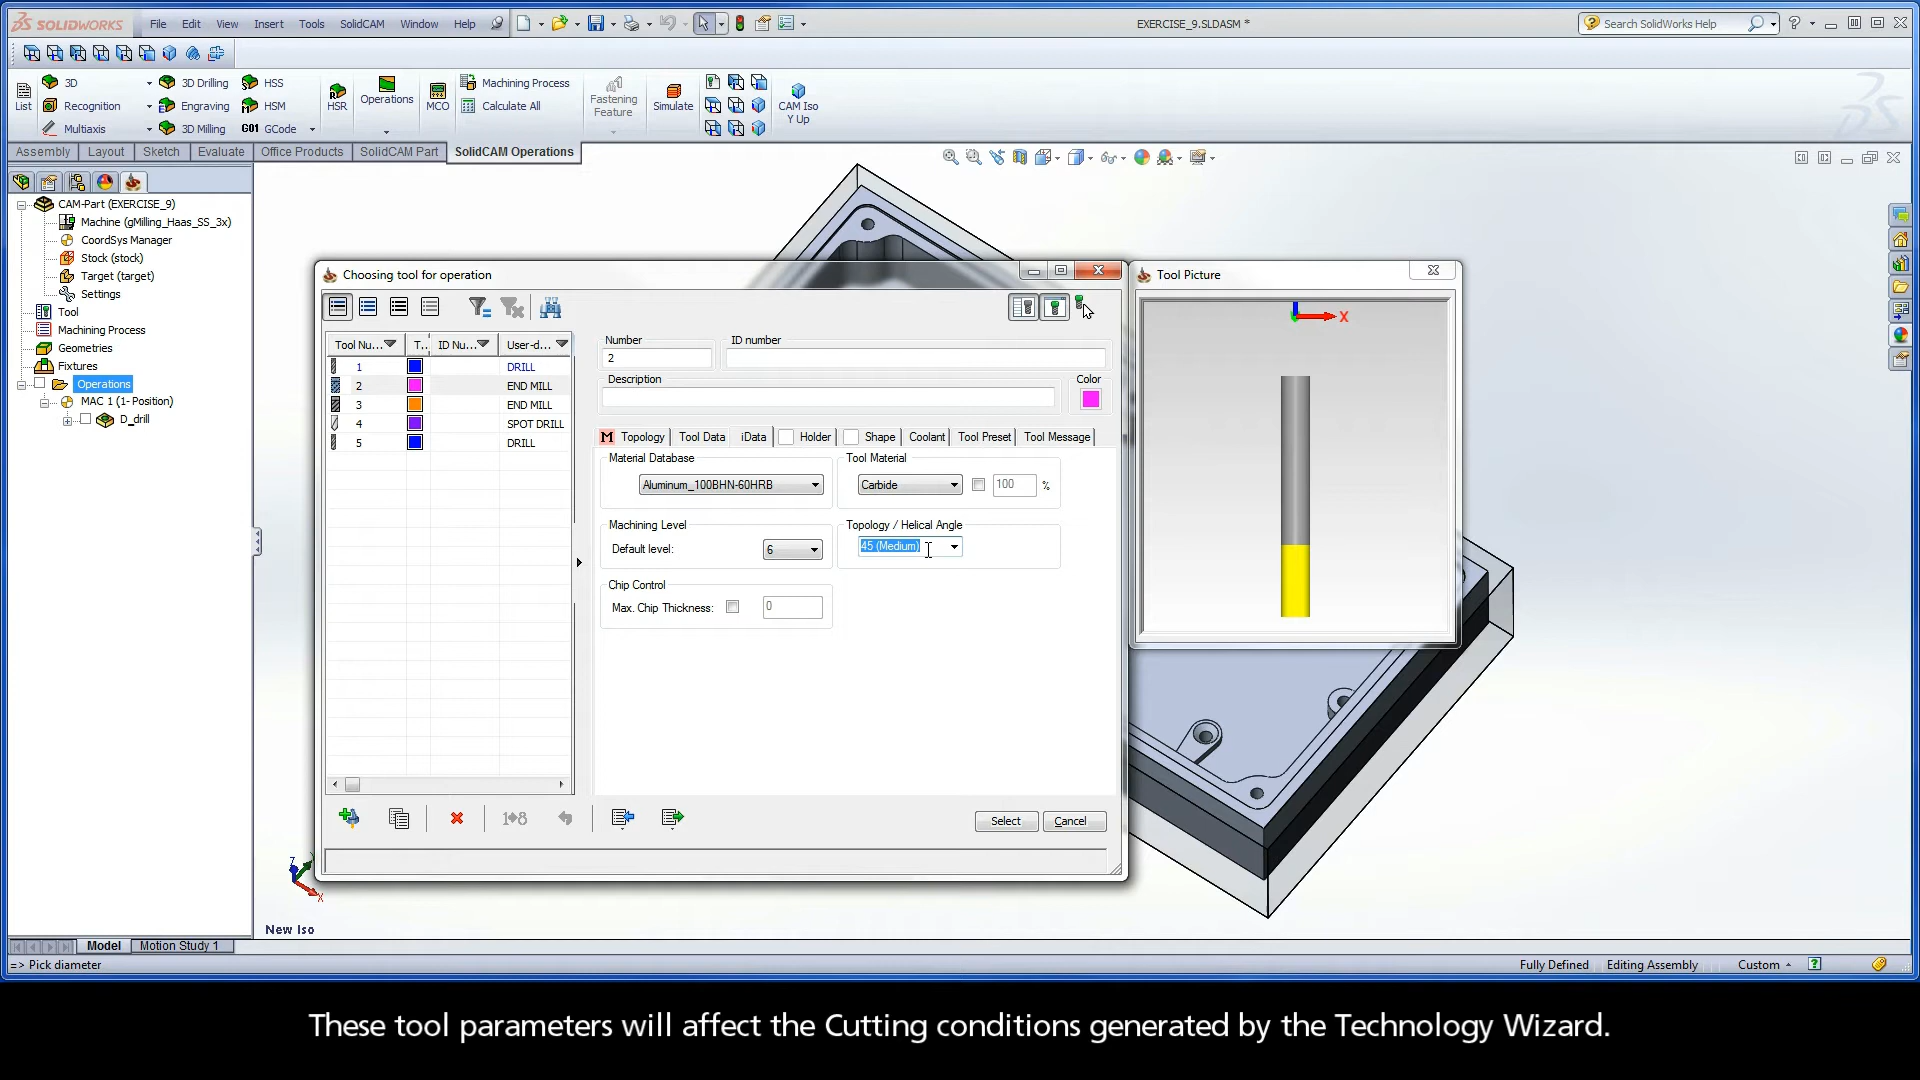 SOLIDWORKS File Edit View Insert Tools SolidCAM Window Help
EXERCISE_9.SLDASM *
Search SolidWorks Help
List
3D
Recognition
Multiaxis
3D Drilling
Engraving
3D Milling
HSS
HSM
G01 GCode
HSR
Operations
MCO
Machining Process
Calculate All
Fastening
Feature
Simulate
CAM Iso
Y Up
Assembly Layout Sketch Evaluate Office Products SolidCAM Part SolidCAM Operations
CAM-Part (EXERCISE_9)
Machine (gMilling_Haas_SS_3x)
CoordSys Manager
Stock (stock)
Target (target)
Settings
Tool
Machining Process
Geometries
Fixtures
Operations
MAC 1 (1- Position)
D_drill
Choosing tool for operation
Tool Nu... T... ID Nu... User-d...
1 DRILL
2 END MILL
3 END MILL
4 SPOT DRILL
5 DRILL
Number
2
ID number
Description
Color
M Topology Tool Data iData Holder Shape Coolant Tool Preset Tool Message
Material Database
Aluminum_100BHN-60HRB
Tool Material
Carbide 100 %
Machining Level
Default level: 6
Topology / Helical Angle
45 (Medium)
Chip Control
Max. Chip Thickness: 0
1 8
Select Cancel
Tool Picture
X
Z
X
New Iso
Model Motion Study 1
=> Pick diameter
Fully Defined Editing Assembly Custom
These tool parameters will affect the Cutting conditions generated by the Technology Wizard.